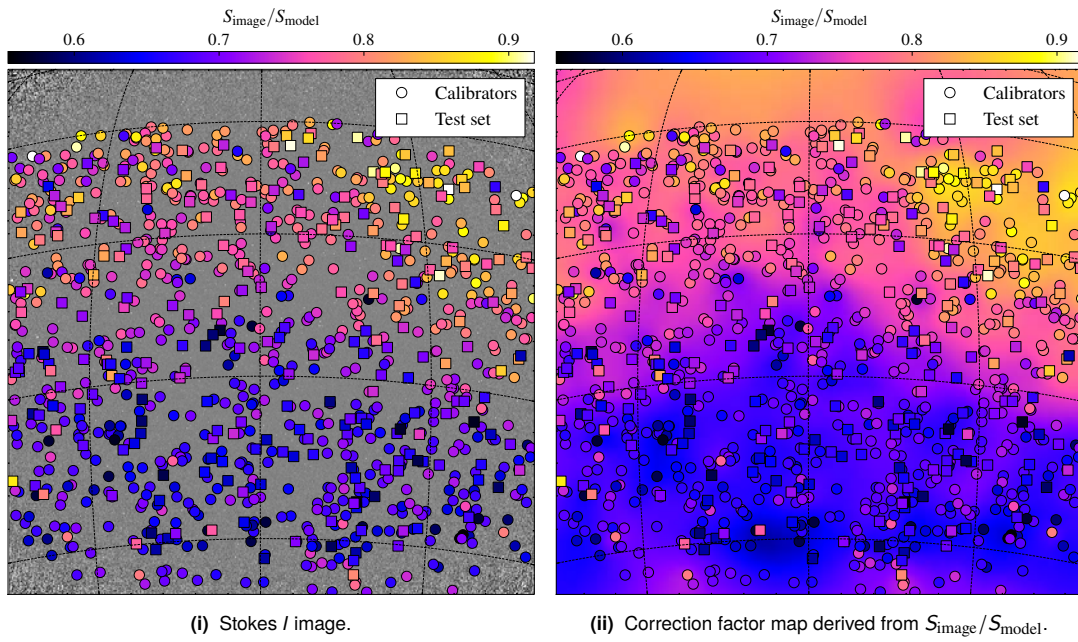 S_image/S_model
0.6 0.7 0.8 0.9
Calibrators
Test set
(i) Stokes I image.
S_image/S_model
0.6 0.7 0.8 0.9
Calibrators
Test set
(ii) Correction factor map derived from S_image/S_model.